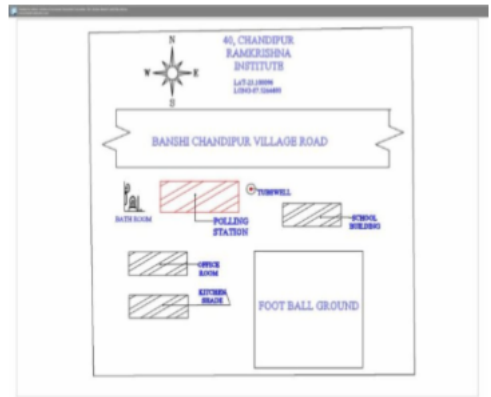 N
40, CHANDIPUR
RAMKRISHNA
INSTITUTE
W
E
S
BANSHI CHANDIPUR VILLAGE ROAD
TUBEWELL
BATH ROOM
POLLING
STATION
SCHOOL
BUILDING
OFFICE
ROOM
KITCHEN
SHADE
FOOT BALL GROUND